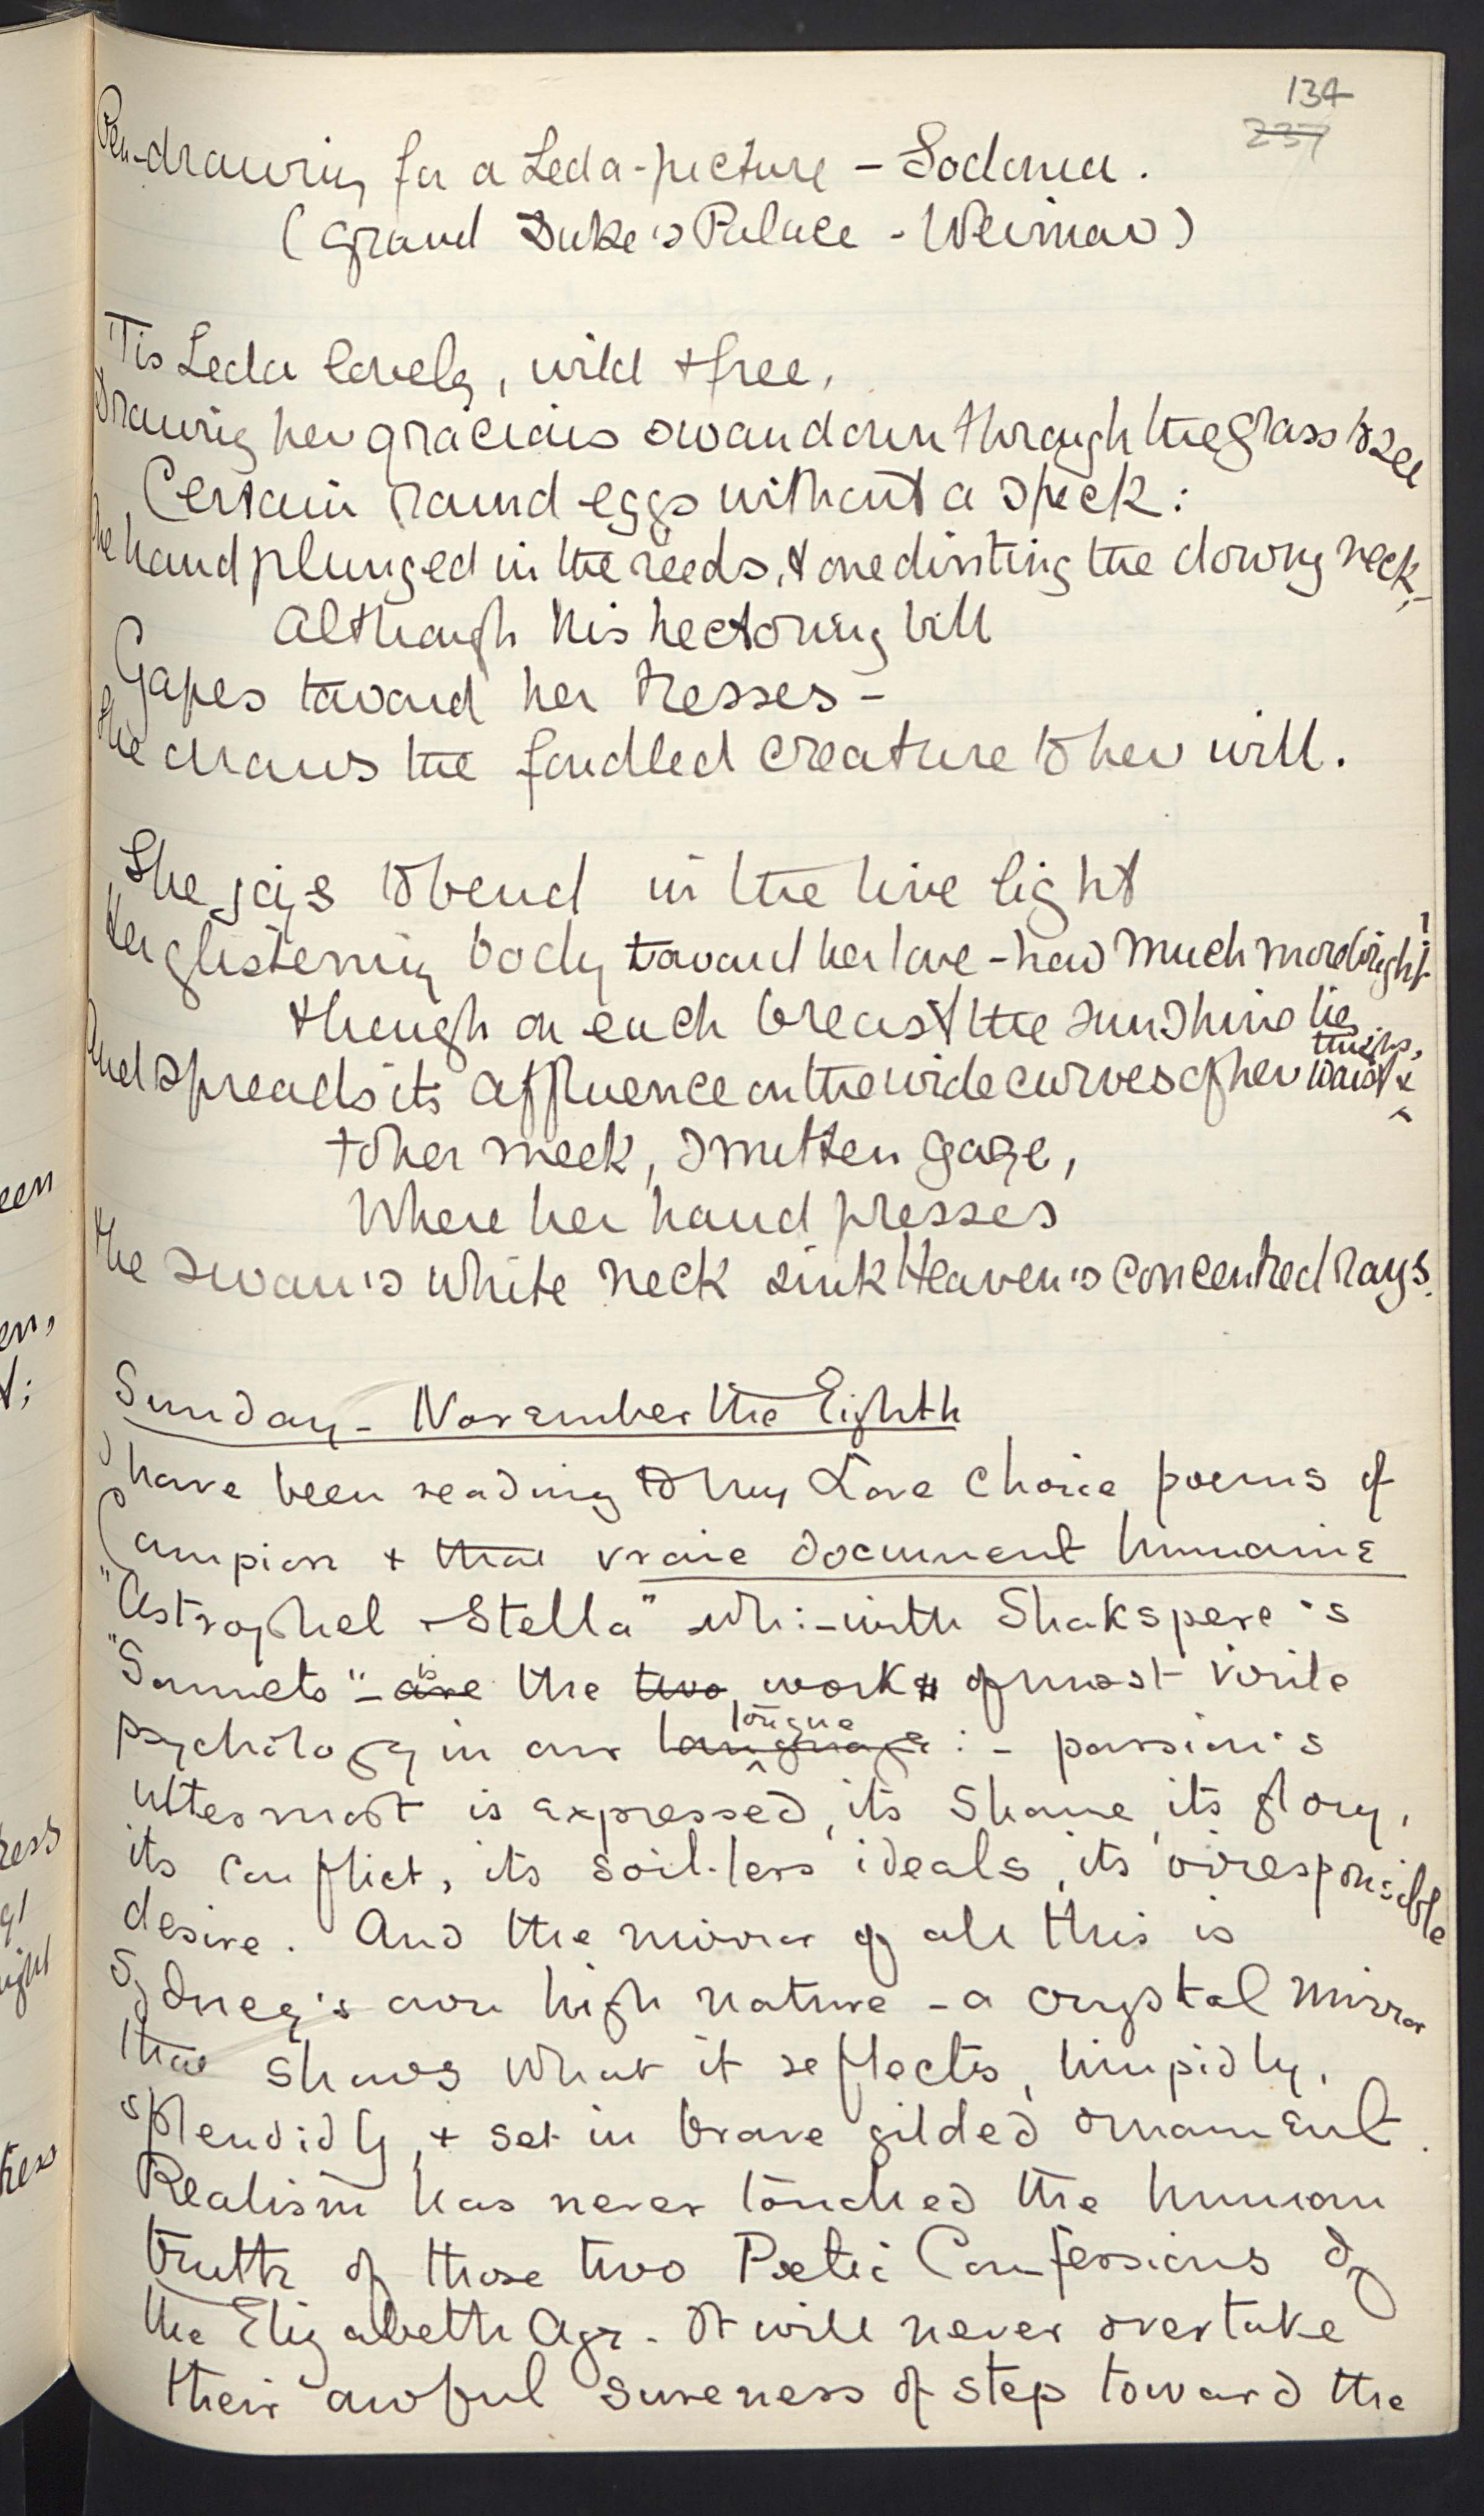 134
237
Pen-drawing for a Leda-picture - Sodoma.
(Grand Duke's Palace - Weimar)
'Tis Leda lovely, wild & free,
Drawing her gracious swan down through the grass to see
Certain round eggs without a speck:
One hand plunged in the reeds, & one dinting the downy neck,
Although his hectoring bill
Gapes toward her tresses -
She draws the fondled creature to her will.
She joys to bend in the live light
Her glistening body toward her love - how much more bright!
Though on each breast the sunshine lies
And spreads its affluence on the wide curves of her waist & thighs,
To her meek, smitten gaze,
Where her hand presses
The swan's white neck sink Heaven's concentred rays.
Sunday - November the Eighth
I have been reading to my Love choice poems of
Campion & that vraie document humaine
"Astrophel & Stella" wh: - with Shakspere's
"Sonnets" - are is the two works of most virile
psychology in our language tongue : - passion's
uttermost is expressed, its shame, its glory,
its conflict, its soil-less ideals, its irresponsible
desire. And the mirror of all this is
Sydney's own high nature - a crystal mirror
that shows what it reflects, limpidly,
splendidly, & set in brave gilded ornament.
Realism has never touched the human
truth of those two Poetic Confessions of
the Elizabeth Age. It will never overtake
their awful sureness of step toward the
een
en,
t;
ress
ight
tress